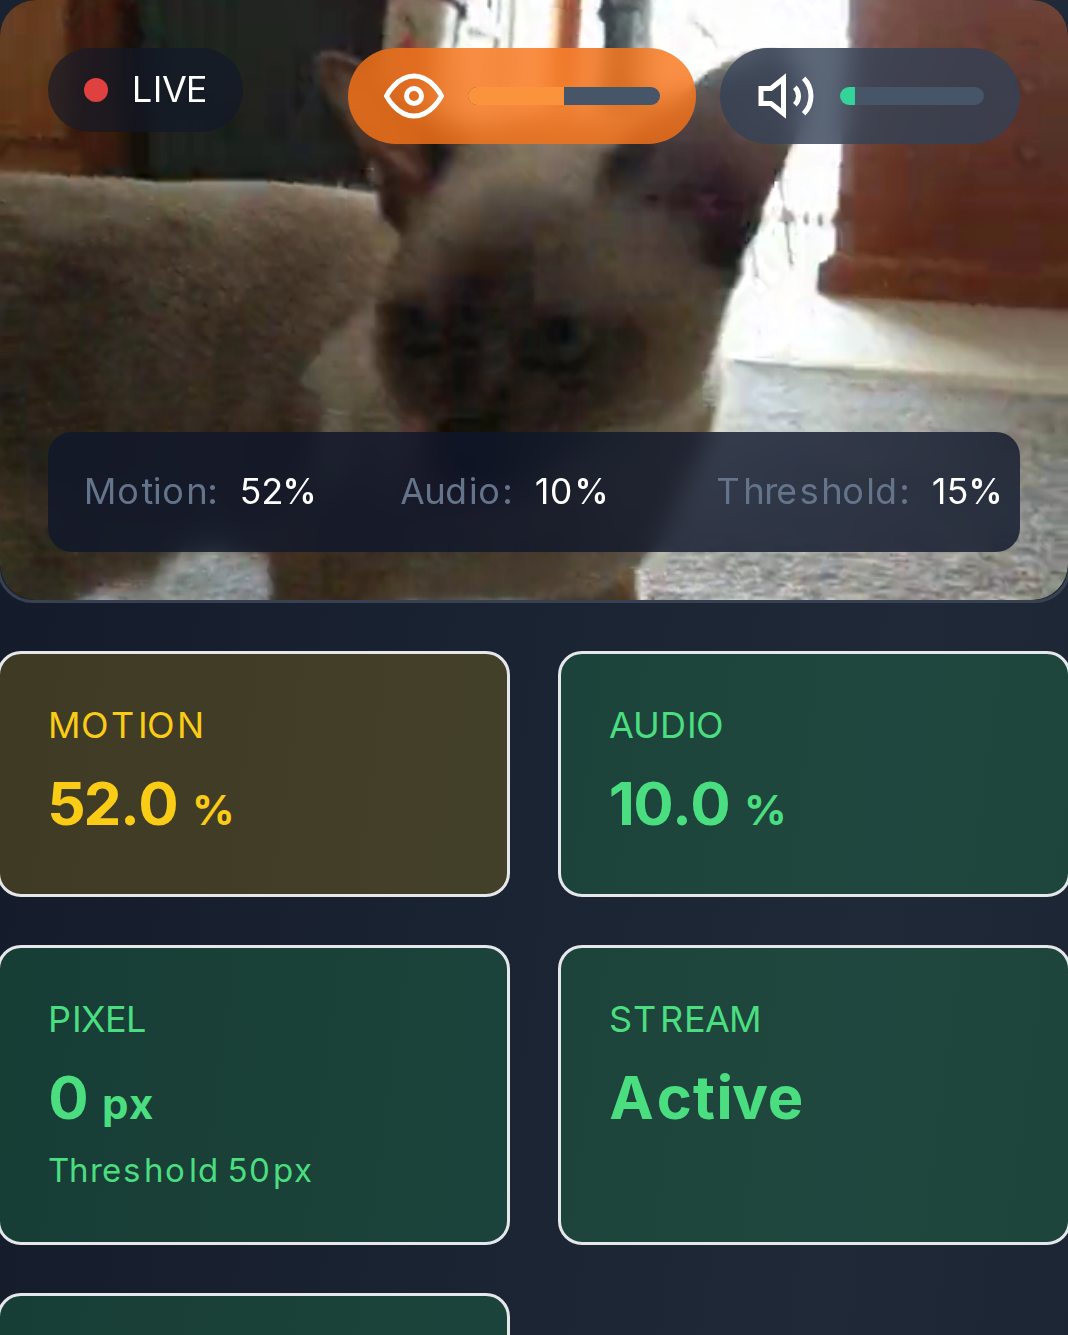 LIVE
Motion: 52% Audio: 10% Threshold: 15%
MOTION
52.0 %
AUDIO
10.0 %
PIXEL
0 px
Threshold 50px
STREAM
Active